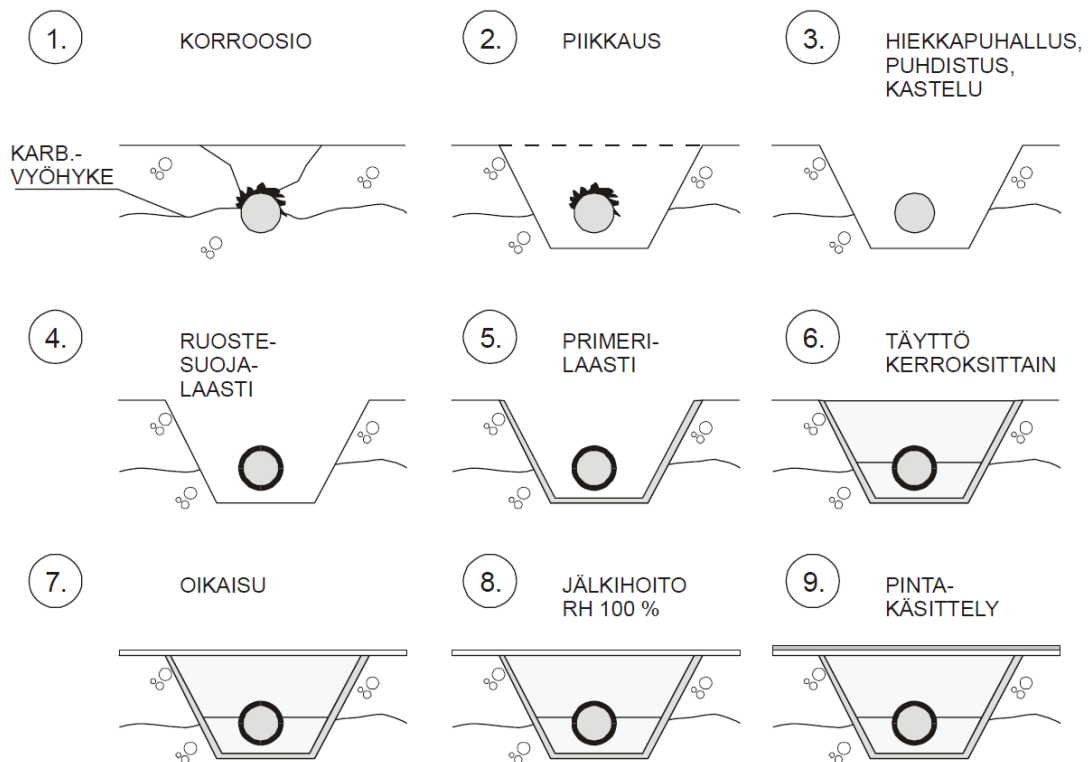 1.
KORROOSIO
KARB.-
VYÖHYKE
2.
PIIKKAUS
3.
HIEKKAPUHALLUS,
PUHDISTUS,
KASTELU
4.
RUOSTE-
SUOJA-
LAASTI
5.
PRIMERI-
LAASTI
6.
TÄYTTÖ
KERROKSITTAIN
7.
OIKAISU
8.
JÄLKIHOITO
RH 100 %
9.
PINTA-
KÄSITTELY